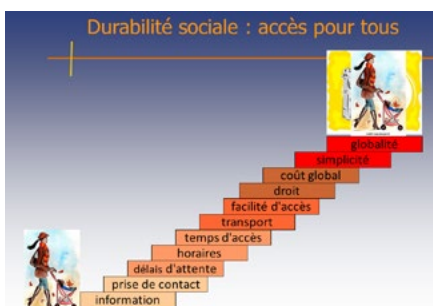 Durabilité sociale : accès pour tous
globalité
simplicité
coût global
droit
facilité d'accès
transport
temps d'accès
horaires
délais d'attente
prise de contact
information